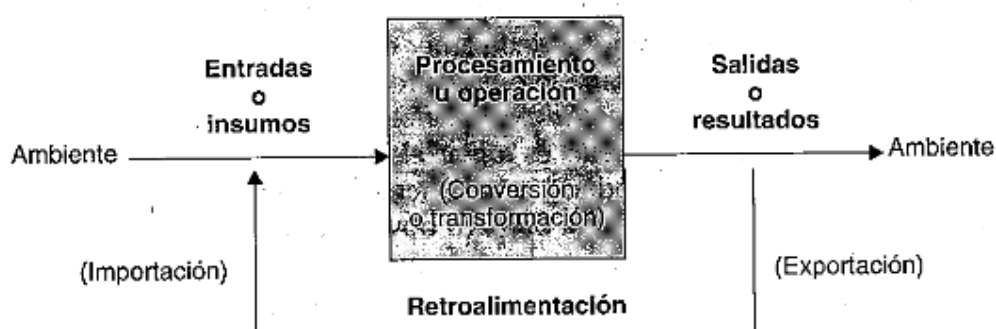 Entradas
o
insumos
Procesamiento
u operación
(Conversión
o transformación)
Salidas
o
resultados
Ambiente
Ambiente
(Importación)
(Exportación)
Retroalimentación